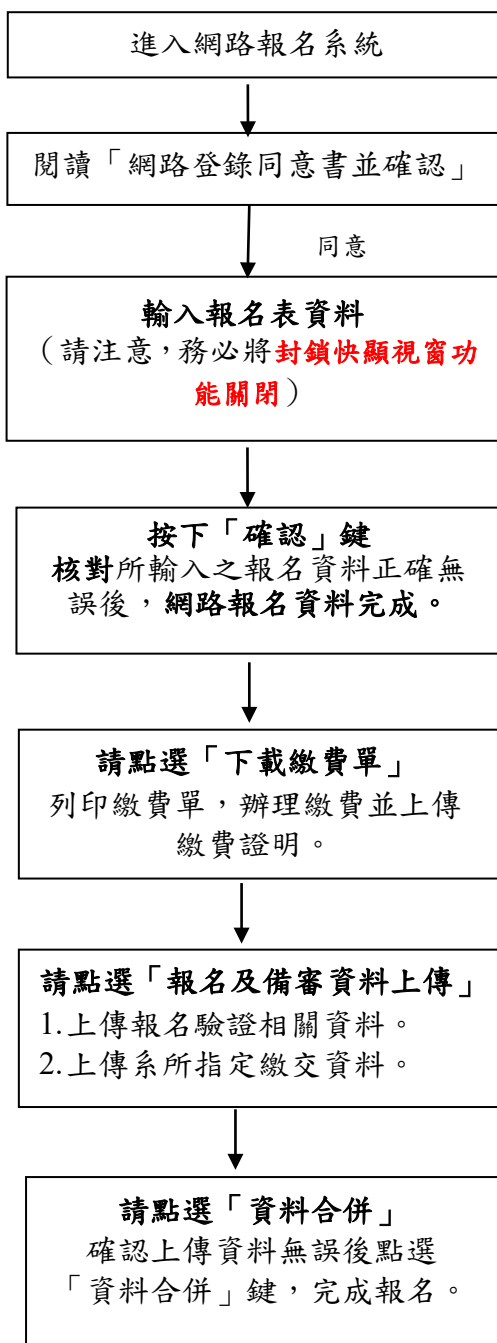 進入網路報名系統
閱讀「網路登錄同意書並確認」
同意
輸入報名表資料
（請注意，務必將封鎖快顯視窗功
能關閉）
按下「確認」鍵
核對所輸入之報名資料正確無
誤後，網路報名資料完成。
請點選「下載繳費單」
列印繳費單，辦理繳費並上傳
繳費證明。
請點選「報名及備審資料上傳」
1.上傳報名驗證相關資料。
2.上傳系所指定繳交資料。
請點選「資料合併」
確認上傳資料無誤後點選
「資料合併」鍵，完成報名。